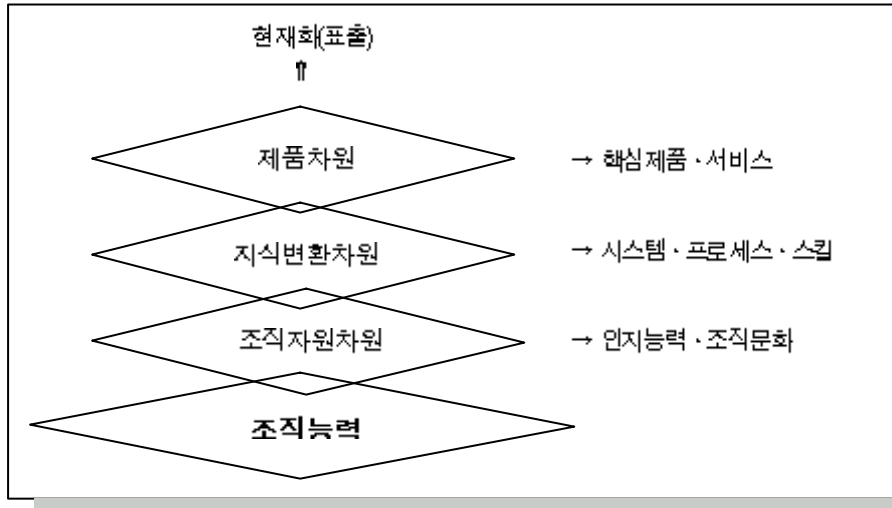 현재화(표출)
⇑
제품차원 → 핵심제품 · 서비스
지식변환차원 → 시스템 · 프로세스 · 스킬
조직자원차원 → 인지능력 · 조직문화
조직능력